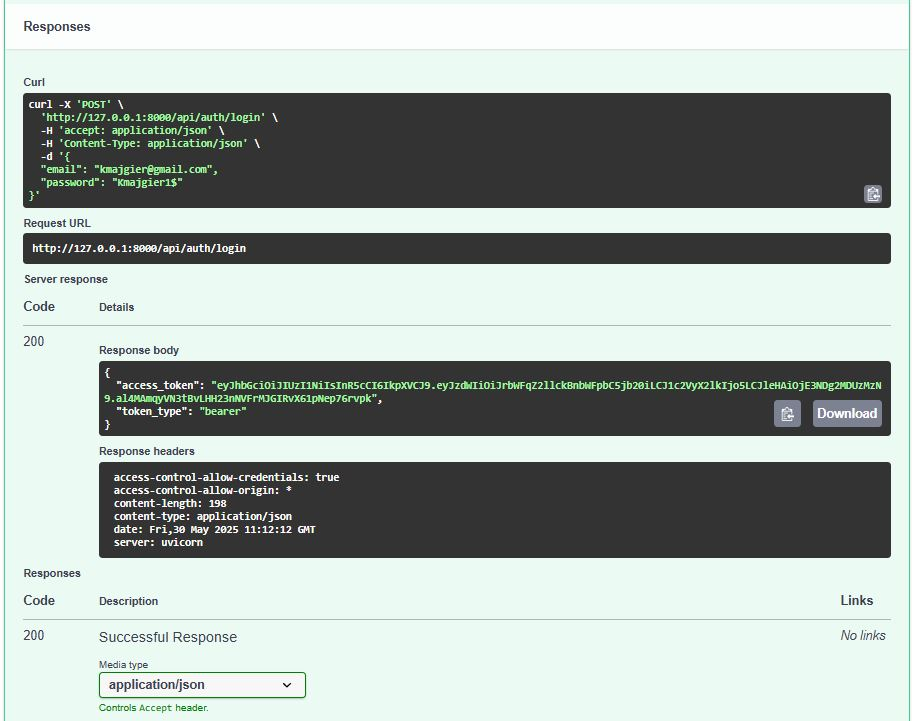 Responses
Curl
curl -X 'POST' \
'http://127.0.0.1:8000/api/auth/login' \
-H 'accept: application/json' \
-H 'Content-Type: application/json' \
-d '{
"email": "kmajgier@gmail.com",
"password": "Kmajgier1$"
}'
Request URL
http://127.0.0.1:8000/api/auth/login
Server response
Code Details
200
Response body
{
"access_token": "eyJhbGciOiJIUzI1NiIsInR5cCI6IkpXVCJ9.eyJzdWIiOiJrbWFqZ2llckBnbWFpbC5jb20iLCJ1c2VyX2lkIjo5LCJleHAiOjE3NDg2MDUzMzN
9.al4MAmqyVN3tBvLHH23nNVFrMJGIRvX61pNep76rvpk",
"token_type": "bearer"
}
Download
Response headers
access-control-allow-credentials: true
access-control-allow-origin: *
content-length: 198
content-type: application/json
date: Fri,30 May 2025 11:12:12 GMT
server: uvicorn
Responses
Code Description Links
200 Successful Response No links
Media type
application/json
Controls Accept header.